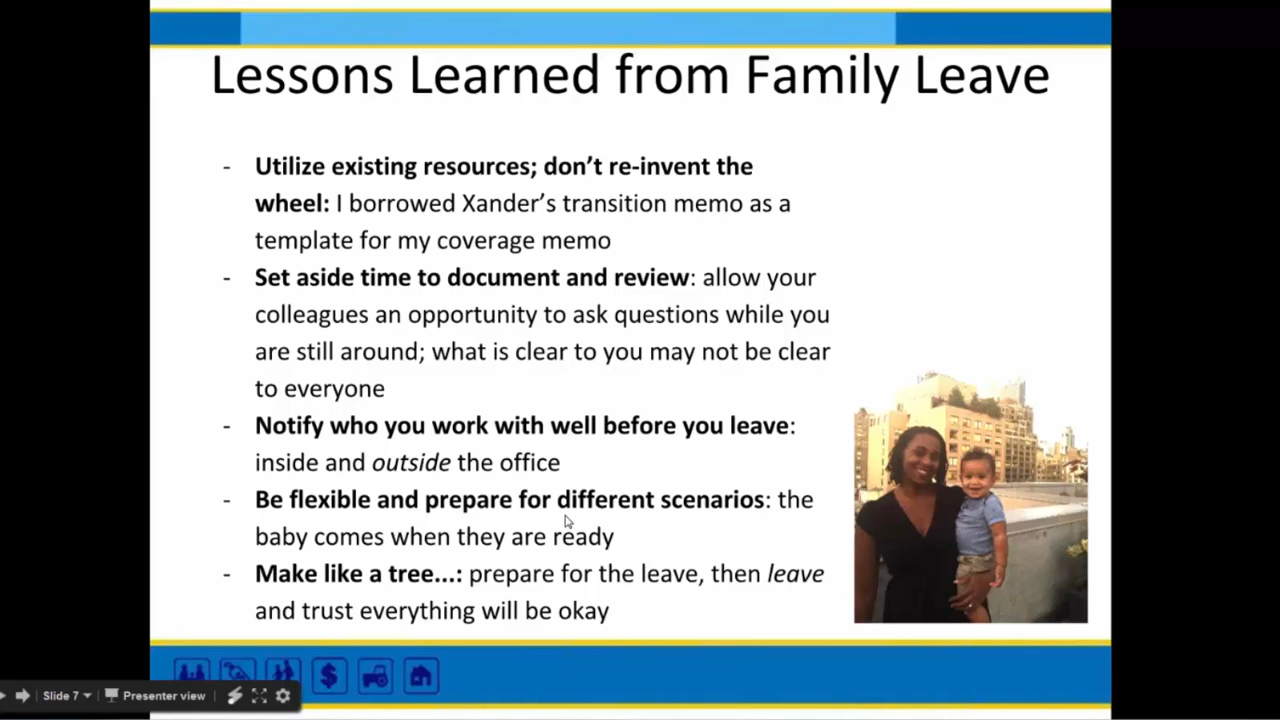 Lessons Learned from Family Leave
- Utilize existing resources; don’t re-invent the
wheel: I borrowed Xander’s transition memo as a
template for my coverage memo
- Set aside time to document and review: allow your
colleagues an opportunity to ask questions while you
are still around; what is clear to you may not be clear
to everyone
- Notify who you work with well before you leave:
inside and outside the office
- Be flexible and prepare for different scenarios: the
baby comes when they are ready
- Make like a tree...: prepare for the leave, then leave
and trust everything will be okay
$
Slide 7 Presenter view